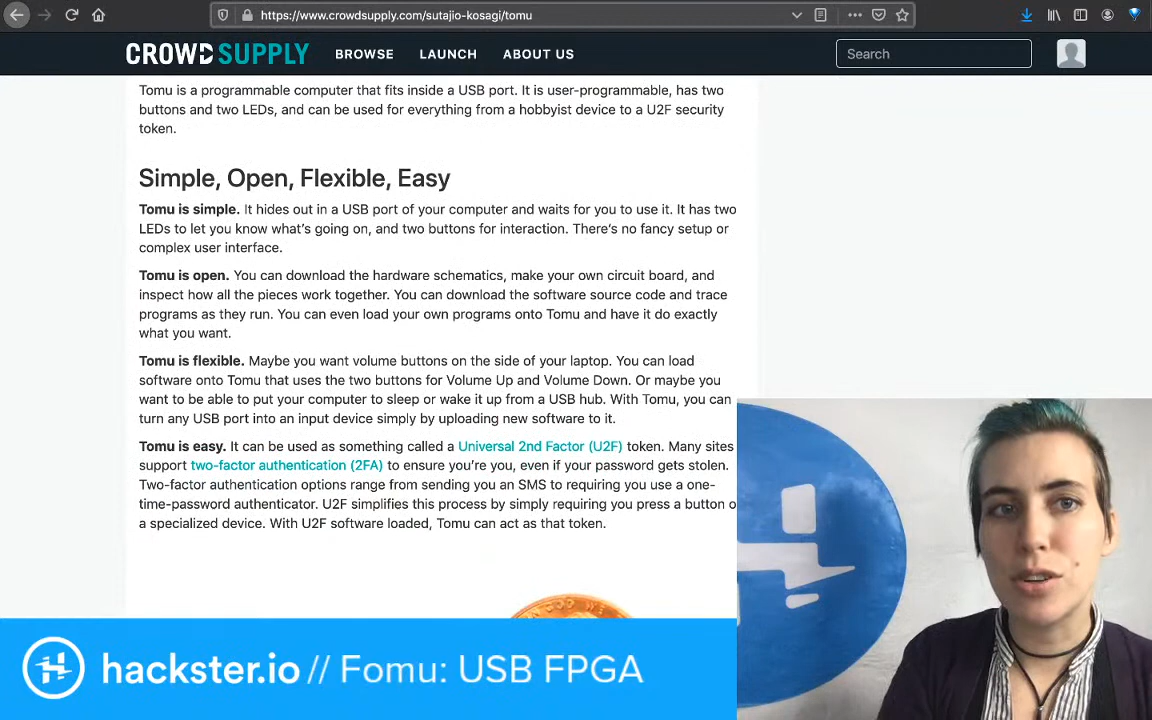 https://www.crowdsupply.com/sutajio-kosagi/tomu
CROWDSUPPLY BROWSE LAUNCH ABOUT US Search
Tomu is a programmable computer that fits inside a USB port. It is user-programmable, has two
buttons and two LEDs, and can be used for everything from a hobbyist device to a U2F security
token.
Simple, Open, Flexible, Easy
Tomu is simple. It hides out in a USB port of your computer and waits for you to use it. It has two
LEDs to let you know what's going on, and two buttons for interaction. There's no fancy setup or
complex user interface.
Tomu is open. You can download the hardware schematics, make your own circuit board, and
inspect how all the pieces work together. You can download the software source code and trace
programs as they run. You can even load your own programs onto Tomu and have it do exactly
what you want.
Tomu is flexible. Maybe you want volume buttons on the side of your laptop. You can load
software onto Tomu that uses the two buttons for Volume Up and Volume Down. Or maybe you
want to be able to put your computer to sleep or wake it up from a USB hub. With Tomu, you can
turn any USB port into an input device simply by uploading new software to it.
Tomu is easy. It can be used as something called a Universal 2nd Factor (U2F) token. Many sites
support two-factor authentication (2FA) to ensure you're you, even if your password gets stolen.
Two-factor authentication options range from sending you an SMS to requiring you use a one-
time-password authenticator. U2F simplifies this process by simply requiring you press a button o
a specialized device. With U2F software loaded, Tomu can act as that token.
hackster.io // Fomu: USB FPGA